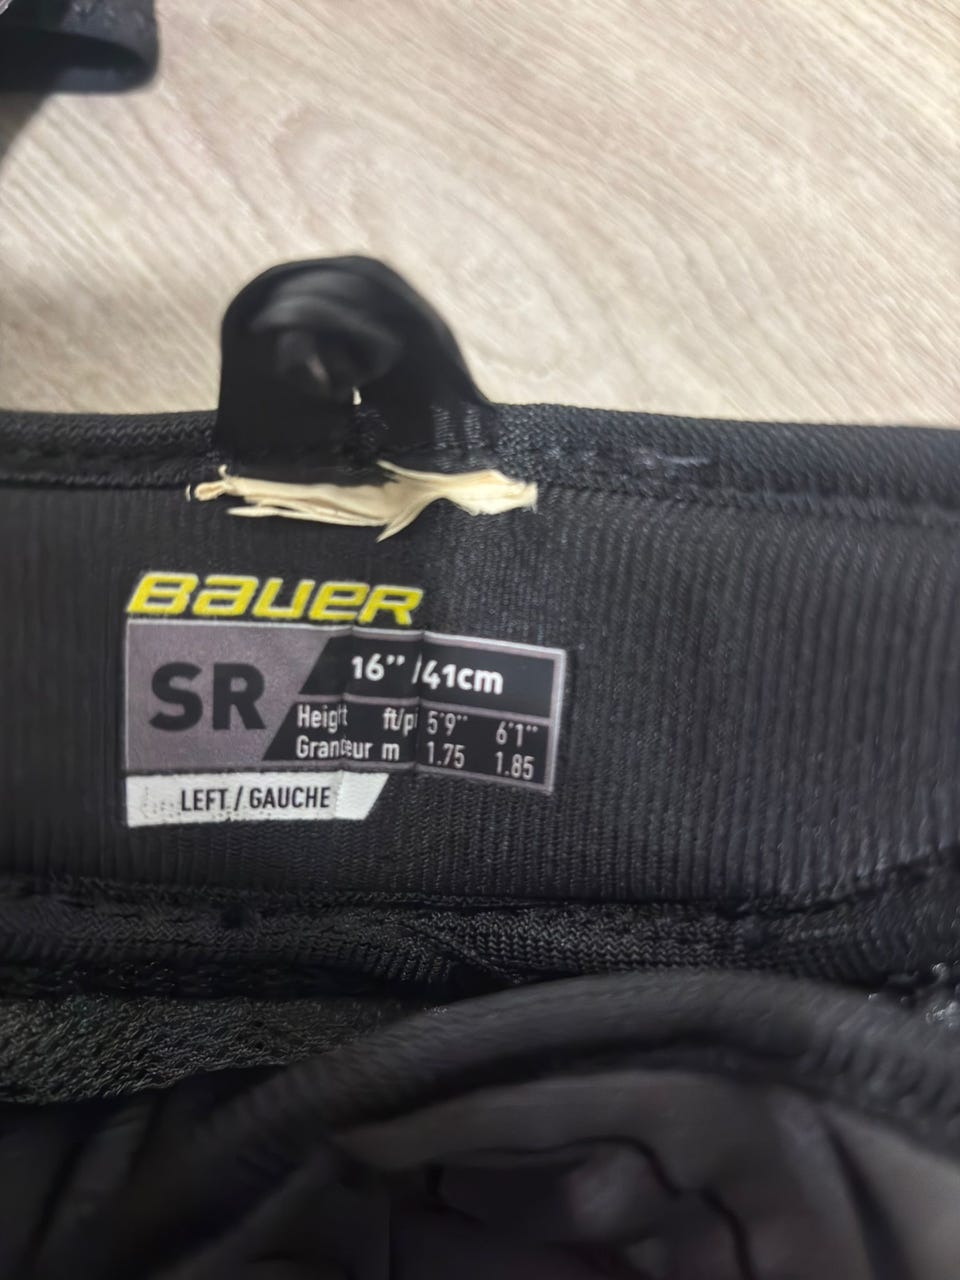 BAUER
SR
16" /41cm
Height ft/pi 5'9" 6'1"
Grandeur m 1.75 1.85
LEFT / GAUCHE